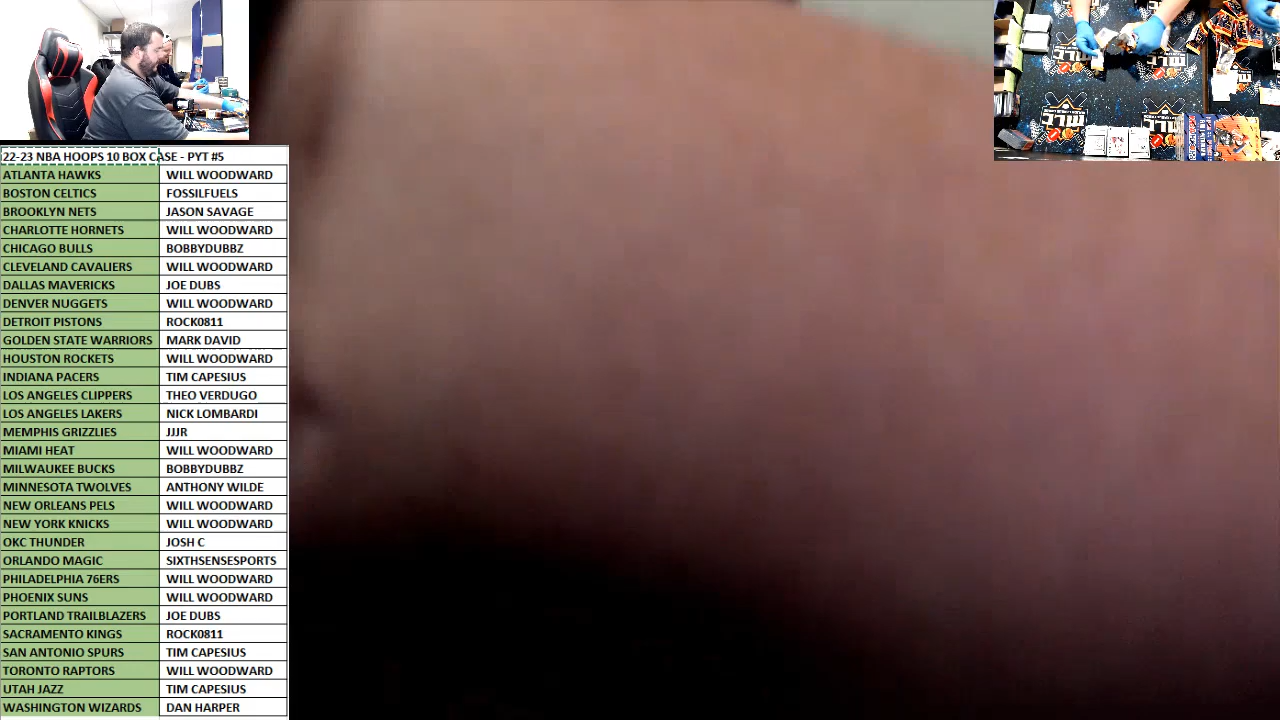 22-23 NBA HOOPS 10 BOX CASE - PYT #5
ATLANTA HAWKS WILL WOODWARD
BOSTON CELTICS FOSSILFUELS
BROOKLYN NETS JASON SAVAGE
CHARLOTTE HORNETS WILL WOODWARD
CHICAGO BULLS BOBBYDUBBZ
CLEVELAND CAVALIERS WILL WOODWARD
DALLAS MAVERICKS JOE DUBS
DENVER NUGGETS WILL WOODWARD
DETROIT PISTONS ROCK0811
GOLDEN STATE WARRIORS MARK DAVID
HOUSTON ROCKETS WILL WOODWARD
INDIANA PACERS TIM CAPESIUS
LOS ANGELES CLIPPERS THEO VERDUGO
LOS ANGELES LAKERS NICK LOMBARDI
MEMPHIS GRIZZLIES JJJR
MIAMI HEAT WILL WOODWARD
MILWAUKEE BUCKS BOBBYDUBBZ
MINNESOTA TWOLVES ANTHONY WILDE
NEW ORLEANS PELS WILL WOODWARD
NEW YORK KNICKS WILL WOODWARD
OKC THUNDER JOSH C
ORLANDO MAGIC SIXTHSENSESPORTS
PHILADELPHIA 76ERS WILL WOODWARD
PHOENIX SUNS WILL WOODWARD
PORTLAND TRAILBLAZERS JOE DUBS
SACRAMENTO KINGS ROCK0811
SAN ANTONIO SPURS TIM CAPESIUS
TORONTO RAPTORS WILL WOODWARD
UTAH JAZZ TIM CAPESIUS
WASHINGTON WIZARDS DAN HARPER
MLC
MLC